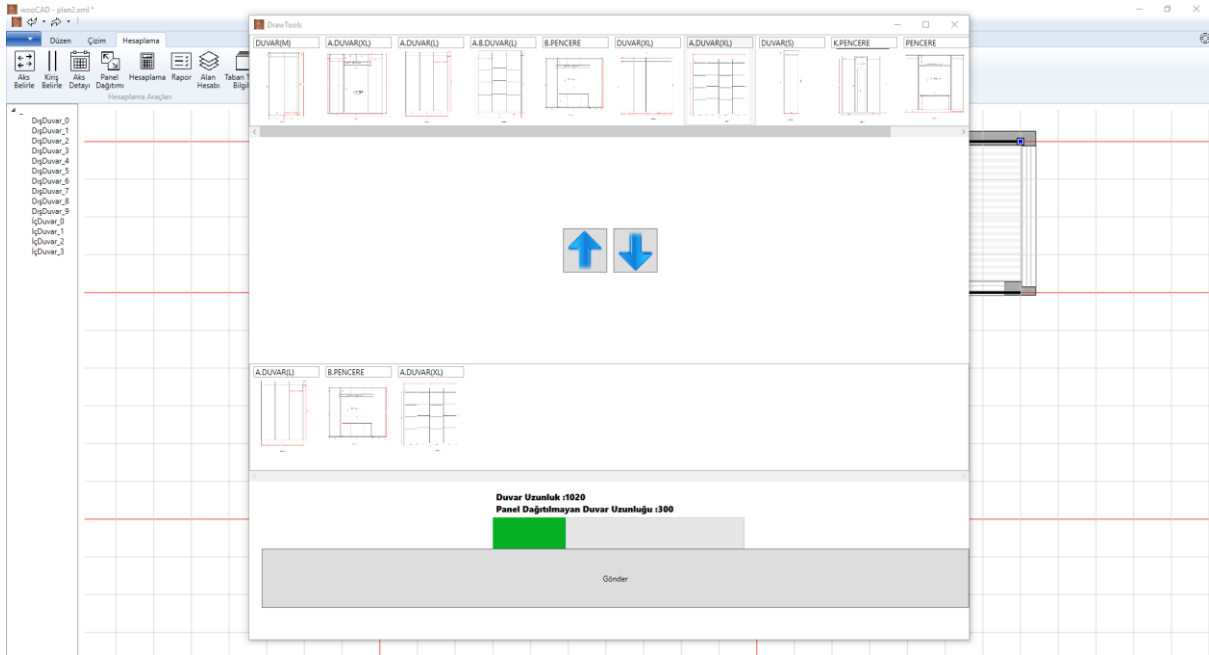 wooCAD - plan2.xml *
DrawTools
Düzen Çizim Hesaplama
Aks Belirle
Kiriş Belirle
Aks Detayı
Panel Dağıtımı
Hesaplama
Rapor
Alan Hesabı
Hesaplama Araçları
DUVAR(M) A.DUVAR(XL) A.DUVAR(L) A.B.DUVAR(L) B.PENCERE DUVAR(XL) A.DUVAR(XL) DUVAR(S) K.PENCERE PENCERE
DışDuvar_0
DışDuvar_1
DışDuvar_2
DışDuvar_3
DışDuvar_4
DışDuvar_5
DışDuvar_6
DışDuvar_7
DışDuvar_8
DışDuvar_9
İçDuvar_0
İçDuvar_1
İçDuvar_2
İçDuvar_3
A.DUVAR(L) B.PENCERE A.DUVAR(XL)
Duvar Uzunluk :1020
Panel Dağıtılmayan Duvar Uzunluğu :300
Gönder